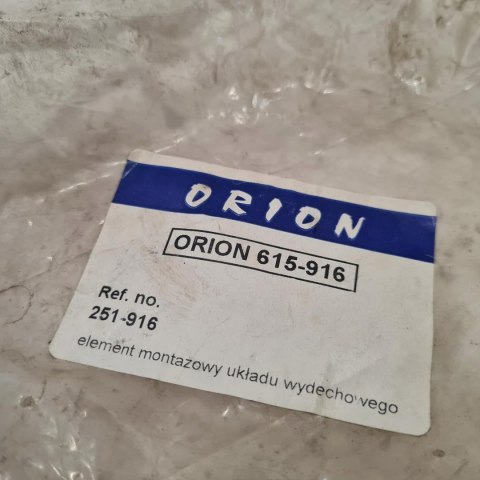 ORION
ORION 615-916
Ref. no.
251-916
element montazowy układu wydechowego